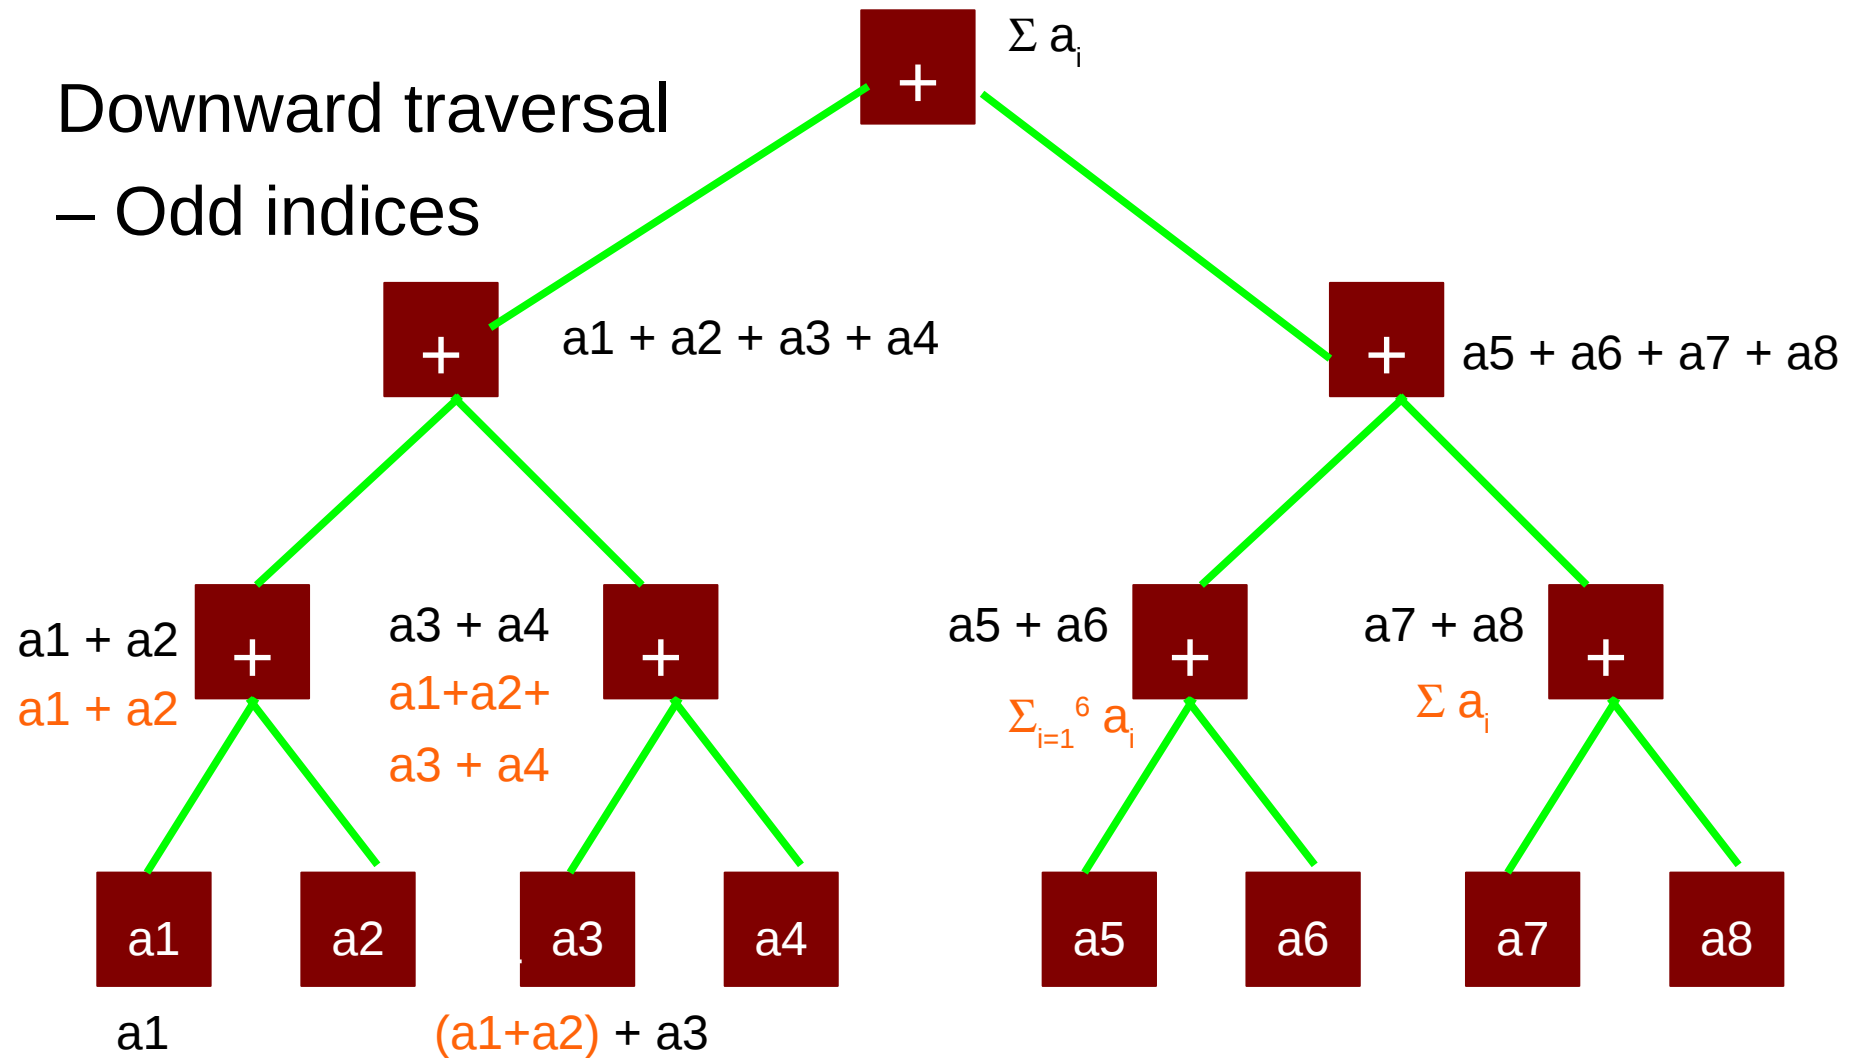 Σ aᵢ
+
Downward traversal
– Odd indices
+
a1 + a2 + a3 + a4
+
a5 + a6 + a7 + a8
a1 + a2
a1 + a2
+
a3 + a4
a1+a2+
a3 + a4
+
a5 + a6
Σi=1⁶ aᵢ
+
a7 + a8
Σ aᵢ
+
a1
a2
a3
a4
a5
a6
a7
a8
a1
(a1+a2) + a3